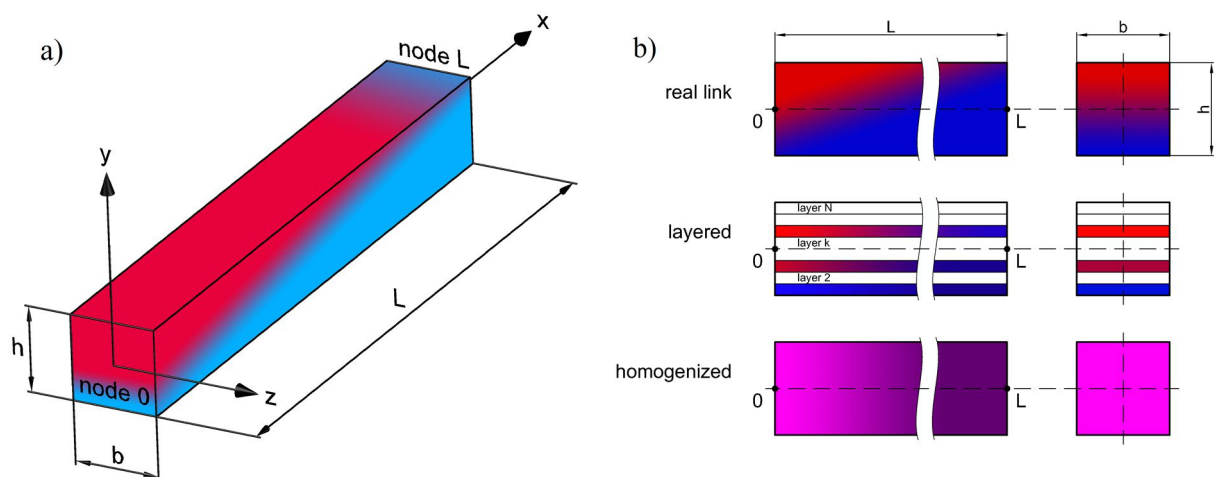 a)
x
node L
y
h
node 0
z
b
L
b)
L
b
real link
0
L
h
layered
layer N
layer k
layer 2
0
L
homogenized
0
L